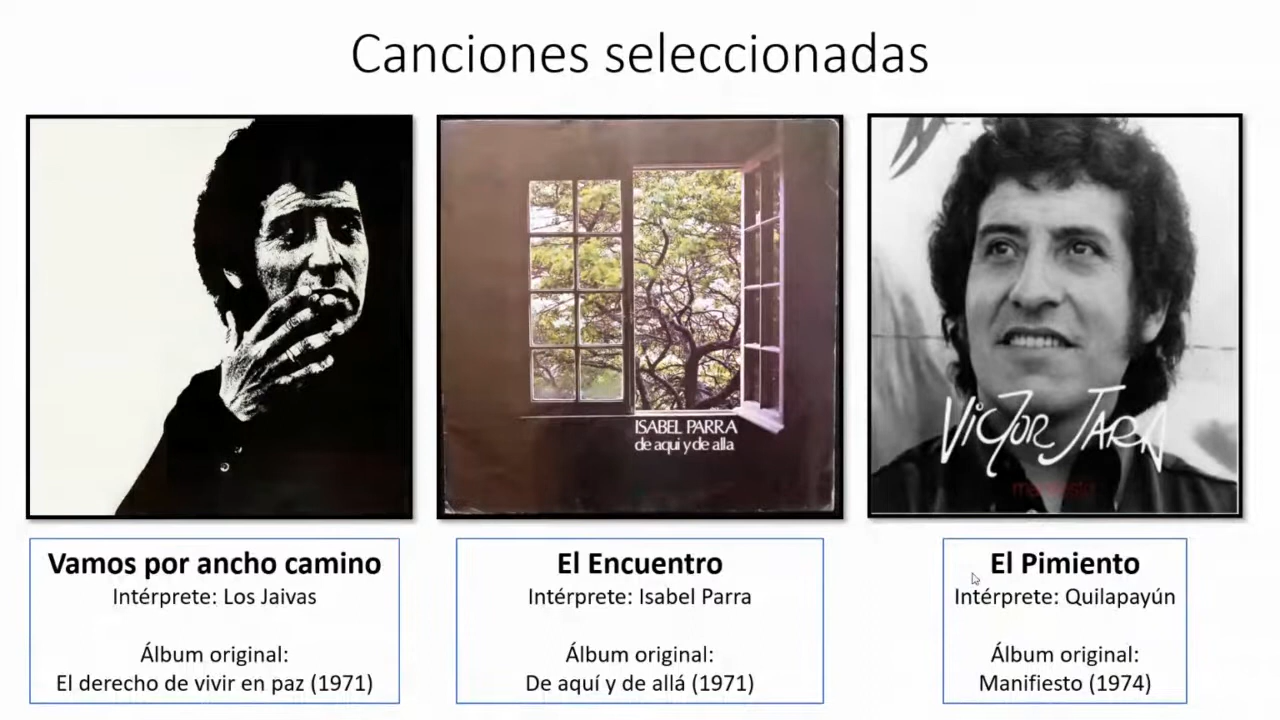 Canciones seleccionadas
ISABEL PARRA
de aqui y de alla
VICTOR JARA
manifiesto
Vamos por ancho camino
Intérprete: Los Jaivas
Álbum original:
El derecho de vivir en paz (1971)
El Encuentro
Intérprete: Isabel Parra
Álbum original:
De aquí y de allá (1971)
El Pimiento
Intérprete: Quilapayún
Álbum original:
Manifiesto (1974)